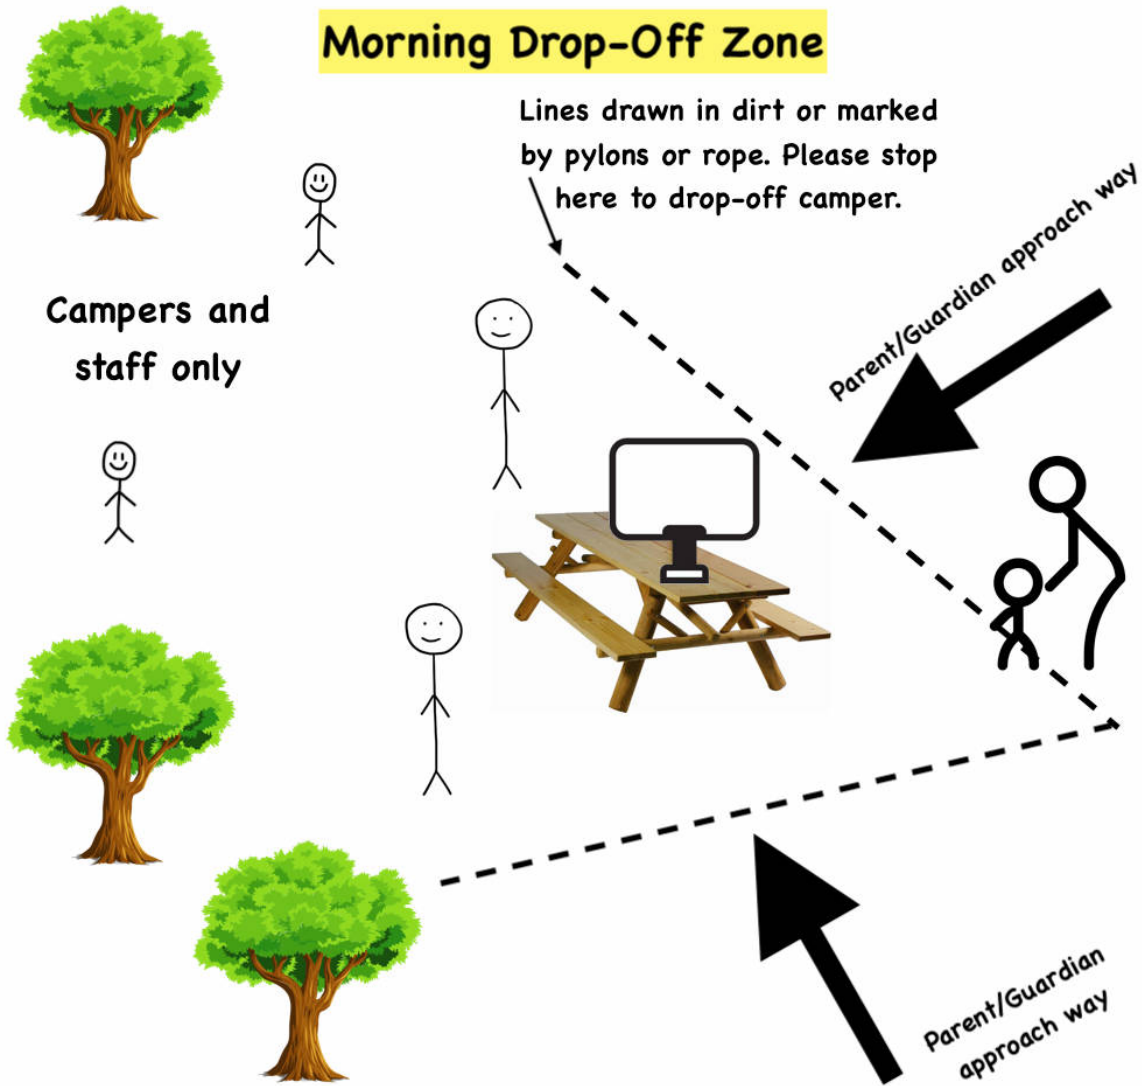 Morning Drop-Off Zone
Lines drawn in dirt or marked
by pylons or rope. Please stop
here to drop-off camper.
Parent/Guardian approach way
Campers and
staff only
Parent/Guardian
approach way